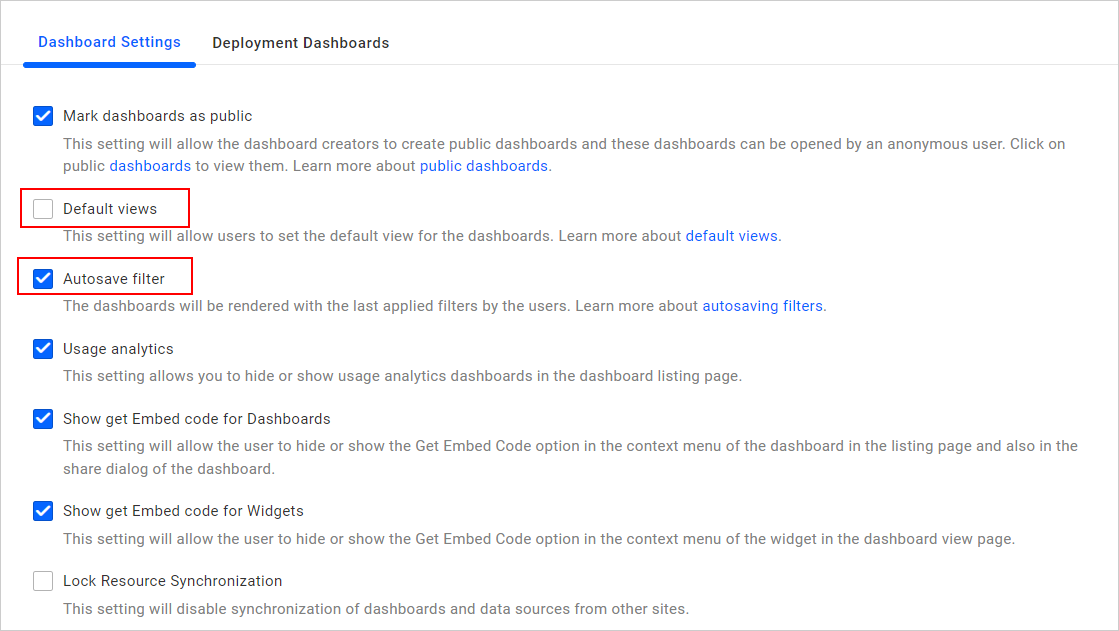 Dashboard Settings
Deployment Dashboards
Mark dashboards as public
This setting will allow the dashboard creators to create public dashboards and these dashboards can be opened by an anonymous user. Click on
public dashboards to view them. Learn more about public dashboards.
Default views
This setting will allow users to set the default view for the dashboards. Learn more about default views.
Autosave filter
The dashboards will be rendered with the last applied filters by the users. Learn more about autosaving filters.
Usage analytics
This setting allows you to hide or show usage analytics dashboards in the dashboard listing page.
Show get Embed code for Dashboards
This setting will allow the user to hide or show the Get Embed Code option in the context menu of the dashboard in the listing page and also in the
share dialog of the dashboard.
Show get Embed code for Widgets
This setting will allow the user to hide or show the Get Embed Code option in the context menu of the widget in the dashboard view page.
Lock Resource Synchronization
This setting will disable synchronization of dashboards and data sources from other sites.